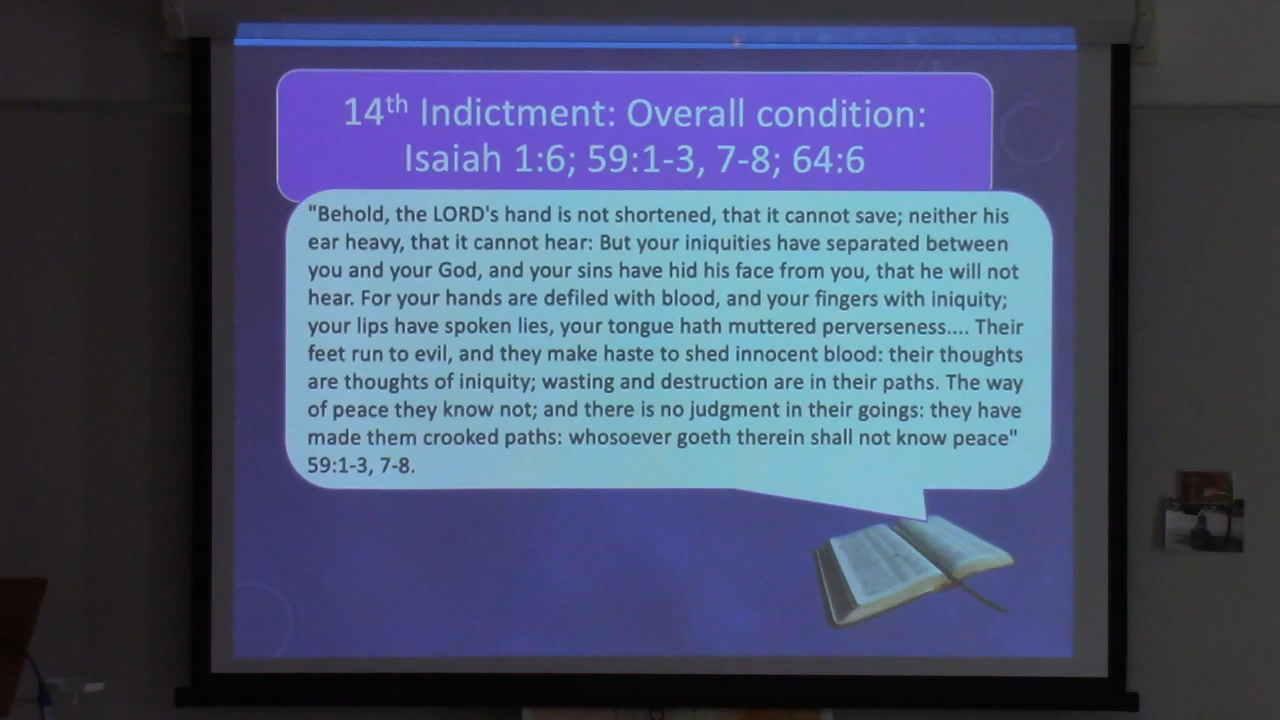 14th Indictment: Overall condition:
Isaiah 1:6; 59:1-3, 7-8; 64:6
"Behold, the LORD's hand is not shortened, that it cannot save; neither his
ear heavy, that it cannot hear: But your iniquities have separated between
you and your God, and your sins have hid his face from you, that he will not
hear. For your hands are defiled with blood, and your fingers with iniquity;
your lips have spoken lies, your tongue hath muttered perverseness.... Their
feet run to evil, and they make haste to shed innocent blood: their thoughts
are thoughts of iniquity; wasting and destruction are in their paths. The way
of peace they know not; and there is no judgment in their goings: they have
made them crooked paths: whosoever goeth therein shall not know peace"
59:1-3, 7-8.